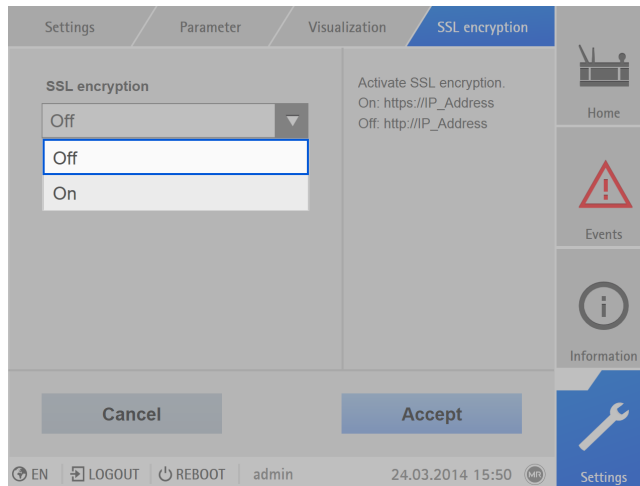 Settings
Parameter
Visualization
SSL encryption
SSL encryption
Off
Off
On
Activate SSL encryption.
On: https://IP_Address
Off: http://IP_Address
Home
Events
Information
Settings
Cancel
Accept
EN
LOGOUT
REBOOT
admin
24.03.2014 15:50
MR